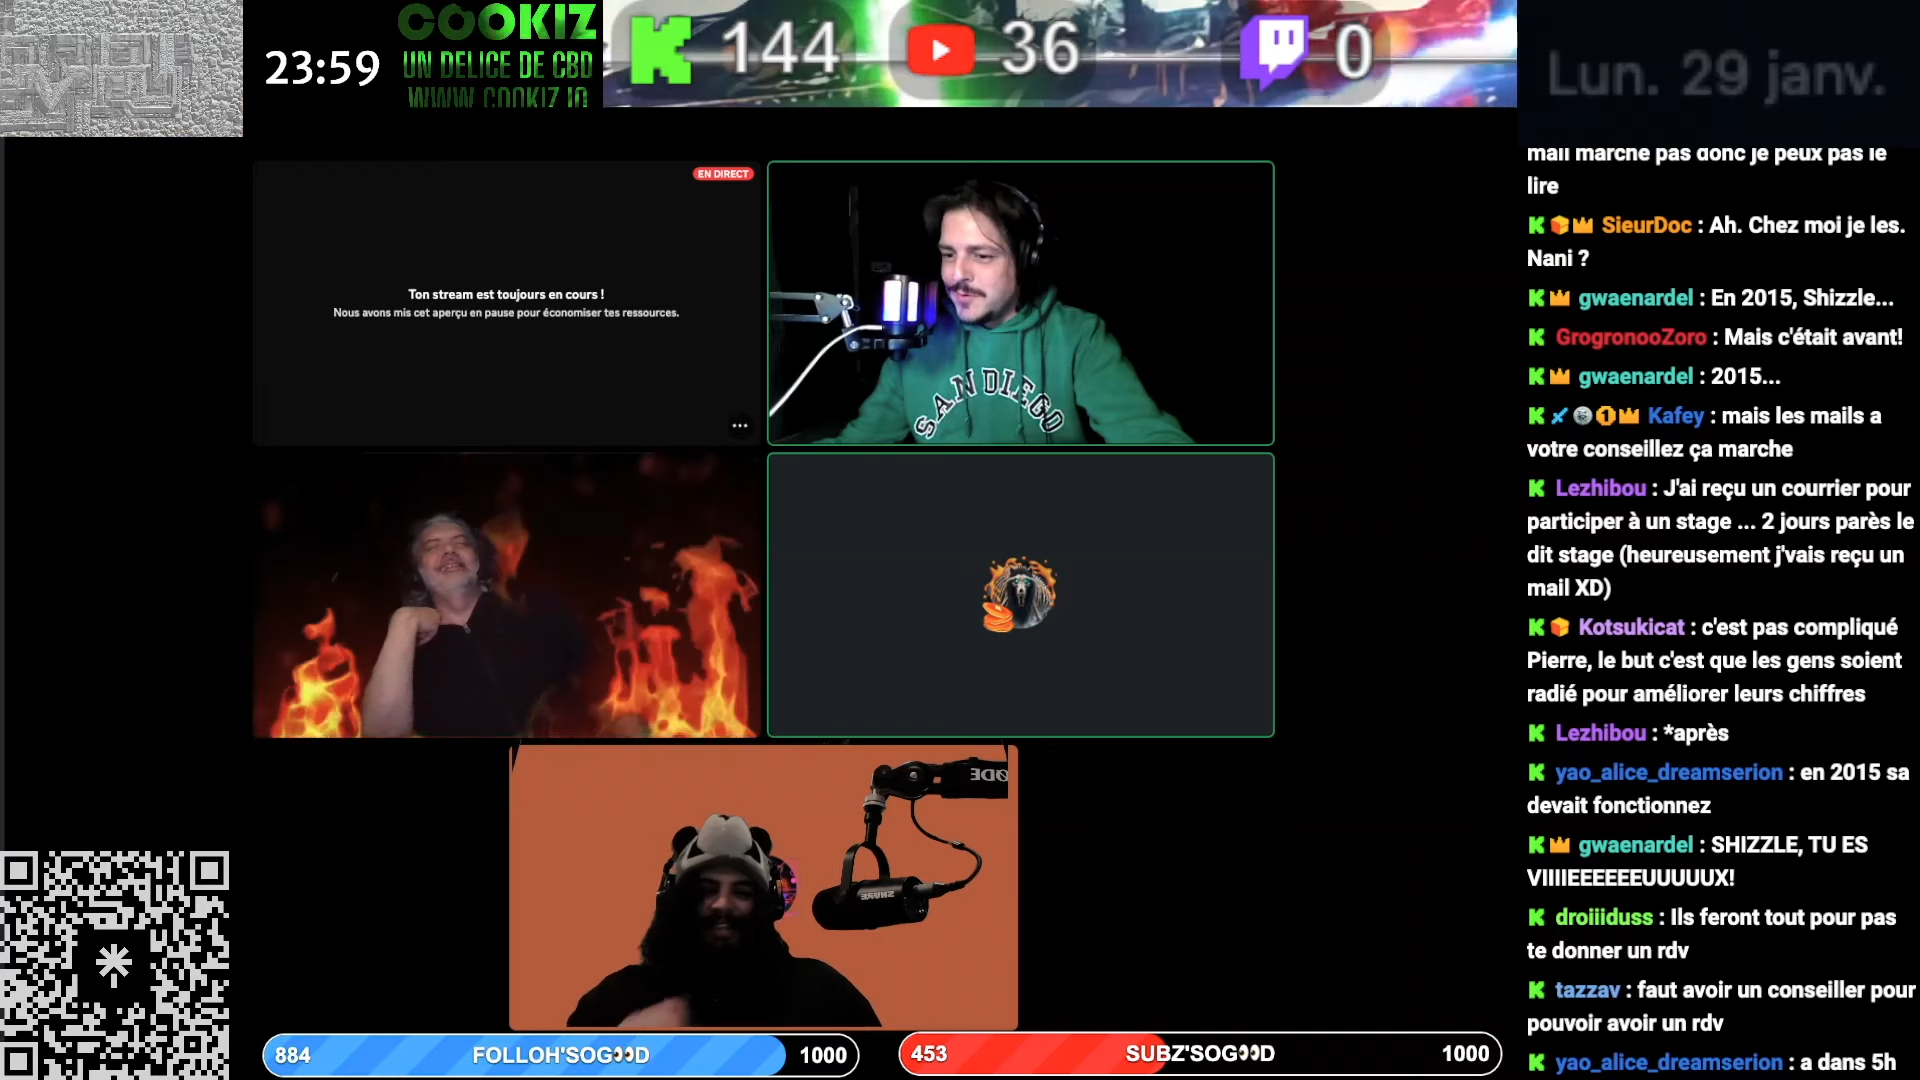 23:59
COOKIZ
UN DELICE DE CBD
WWW.COOKIZ.IO
144
36
0
Lun. 29 janv.
EN DIRECT
Ton stream est toujours en cours !
Nous avons mis cet aperçu en pause pour économiser tes ressources.
SAN DIEGO
mail marche pas donc je peux pas le
lire
SieurDoc : Ah. Chez moi je les.
Nani ?
gwaenardel : En 2015, Shizzle...
GrogronooZoro : Mais c'était avant!
gwaenardel : 2015...
Kafey : mais les mails a
votre conseillez ça marche
Lezhibou : J'ai reçu un courrier pour
participer à un stage ... 2 jours parès le
dit stage (heureusement j'vais reçu un
mail XD)
Kotsukicat : c'est pas compliqué
Pierre, le but c'est que les gens soient
radié pour améliorer leurs chiffres
Lezhibou : *après
yao_alice_dreamserion : en 2015 sa
devait fonctionnez
gwaenardel : SHIZZLE, TU ES
VIIIIEEEEEEUUUUUX!
droiiiduss : Ils feront tout pour pas
te donner un rdv
tazzav : faut avoir un conseiller pour
pouvoir avoir un rdv
yao_alice_dreamserion : a dans 5h
884 FOLLOH'SOG👀D 1000
453 SUBZ'SOG👀D 1000